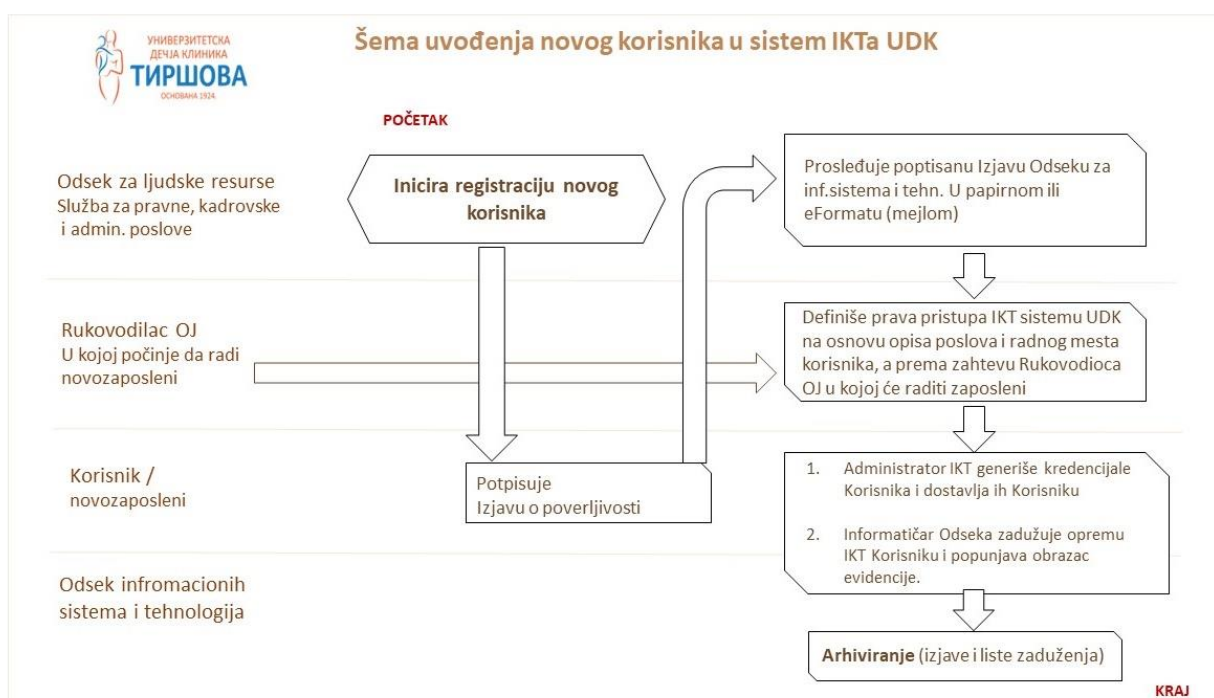 УНИВЕРЗИТЕТСКА
ДЕЧЈА КЛИНИКА
ТИРШОВА
ОСНОВАНА 1924.
Šema uvođenja novog korisnika u sistem IKTa UDK
POČETAK
Odsek za ljudske resurse
Služba za pravne, kadrovske
i admin. poslove
Inicira registraciju novog
korisnika
Prosleđuje poptisanu Izjavu Odseku za
inf.sistema i tehn. U papirnom ili
eFormatu (mejlom)
Rukovodilac OJ
U kojoj počinje da radi
novozaposleni
Definiše prava pristupa IKT sistemu UDK
na osnovu opisa poslova i radnog mesta
korisnika, a prema zahtevu Rukovodioca
OJ u kojoj će raditi zaposleni
Korisnik /
novozaposleni
Potpisuje
Izjavu o poverljivosti
1. Administrator IKT generiše kredencijale
Korisnika i dostavlja ih Korisniku
2. Informatičar Odseka zadužuje opremu
IKT Korisniku i popunjava obrazac
evidencije.
Odsek infromacionih
sistema i tehnologija
Arhiviranje (izjave i liste zaduženja)
KRAJ